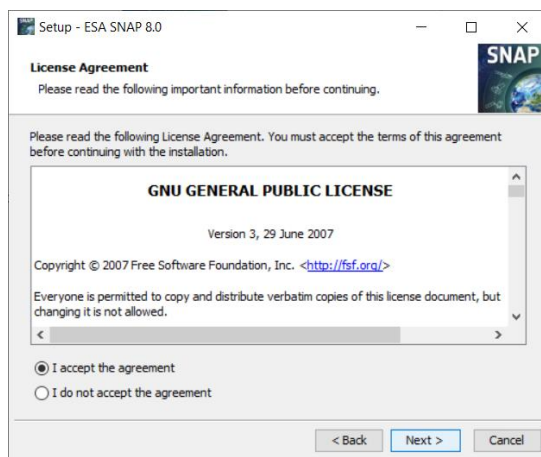 SNAP
Setup - ESA SNAP 8.0
SNAP
License Agreement
Please read the following important information before continuing.
Please read the following License Agreement. You must accept the terms of this agreement
before continuing with the installation.
GNU GENERAL PUBLIC LICENSE
Version 3, 29 June 2007
Copyright © 2007 Free Software Foundation, Inc. <http://fsf.org/>
Everyone is permitted to copy and distribute verbatim copies of this license document, but
changing it is not allowed.
I accept the agreement
I do not accept the agreement
< Back
Next >
Cancel